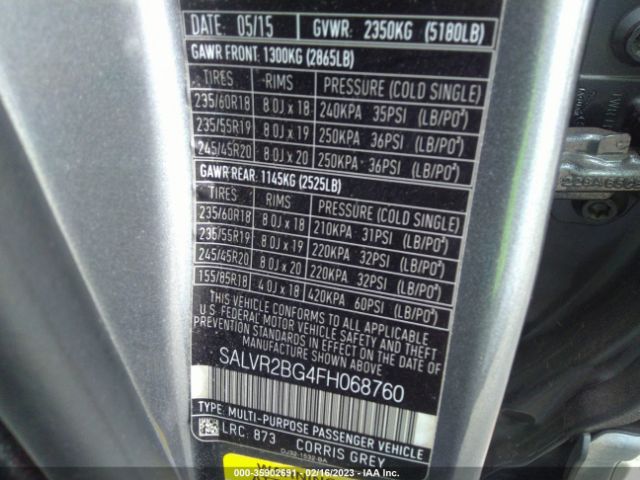 DATE: 05/15 GVWR: 2350KG (5180LB)
GAWR FRONT: 1300KG (2865LB)
TIRES RIMS PRESSURE (COLD SINGLE)
235/60R18 8.0J x 18 240KPA 35PSI (LB/PO²)
235/55R19 8.0J x 19 250KPA 36PSI (LB/PO²)
245/45R20 8.0J x 20 250KPA 36PSI (LB/PO²)
GAWR REAR: 1145KG (2525LB)
TIRES RIMS PRESSURE (COLD SINGLE)
235/60R18 8.0J x 18 210KPA 31PSI (LB/PO²)
235/55R19 8.0J x 19 220KPA 32PSI (LB/PO²)
245/45R20 8.0J x 20 220KPA 32PSI (LB/PO²)
155/85R18 4.0J x 18 420KPA 60PSI (LB/PO²)
THIS VEHICLE CONFORMS TO ALL APPLICABLE
U.S. FEDERAL MOTOR VEHICLE SAFETY AND THEFT
PREVENTION STANDARDS IN EFFECT ON THE DATE OF
MANUFACTURE SHOWN ABOVE
SALVR2BG4FH068760
TYPE: MULTI-PURPOSE PASSENGER VEHICLE
LRC: 873 CORRIS GREY
COPART: 00-35902691 - 02/16/2023 - IAA Inc.